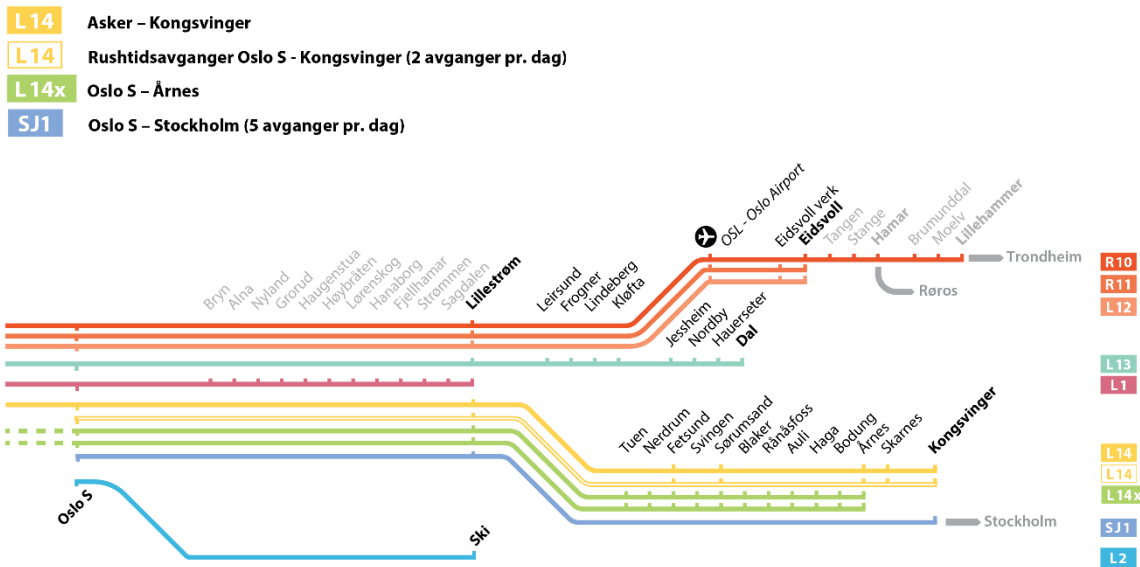 L 14 Asker – Kongsvinger
L 14 Rushtidsavganger Oslo S - Kongsvinger (2 avganger pr. dag)
L 14x Oslo S – Årnes
SJ1 Oslo S – Stockholm (5 avganger pr. dag)
Bryn
Alna
Nyland
Grorud
Haugenstua
Høybråten
Lørenskog
Hanaborg
Fjellhamar
Strømmen
Sagdalen
Lillestrøm
Leirsund
Frogner
Lindeberg
Kløfta
OSL - Oslo Airport
Eidsvoll verk
Eidsvoll
Tangen
Stange
Hamar
Brumunddal
Moelv
Lillehammer
Trondheim
Røros
R10
R11
L12
Jessheim
Nordby
Hauerseter
Dal
L13
L1
Tuen
Nerdrum
Fetsund
Svingen
Sørumsand
Blaker
Rånåsfoss
Auli
Haga
Bodung
Årnes
Skarnes
Kongsvinger
L14
L14
L14x
Stockholm
SJ1
L2
Oslo S
Ski